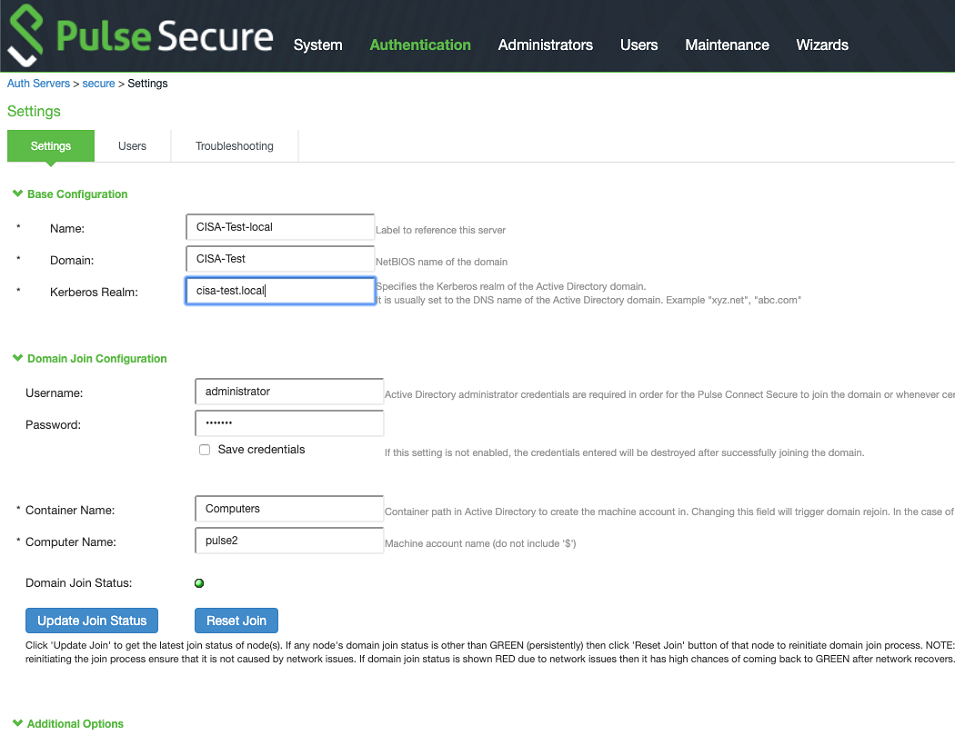 Pulse Secure
System Authentication Administrators Users Maintenance Wizards
Auth Servers > secure > Settings
Settings
Settings Users Troubleshooting
Base Configuration
* Name: CISA-Test-local Label to reference this server
* Domain: CISA-Test NetBIOS name of the domain
* Kerberos Realm: cisa-test.local Specifies the Kerberos realm of the Active Directory domain.
It is usually set to the DNS name of the Active Directory domain. Example "xyz.net", "abc.com"
Domain Join Configuration
Username: administrator Active Directory administrator credentials are required in order for the Pulse Connect Secure to join the domain or whenever cer
Password: •••••••
Save credentials If this setting is not enabled, the credentials entered will be destroyed after successfully joining the domain.
* Container Name: Computers Container path in Active Directory to create the machine account in. Changing this field will trigger domain rejoin. In the case of
* Computer Name: pulse2 Machine account name (do not include '$')
Domain Join Status:
Update Join Status Reset Join
Click 'Update Join' to get the latest join status of node(s). If any node's domain join status is other than GREEN (persistently) then click 'Reset Join' button of that node to reinitiate domain join process. NOTE:
reinitiating the join process ensure that it is not caused by network issues. If domain join status is shown RED due to network issues then it has high chances of coming back to GREEN after network recovers.
Additional Options